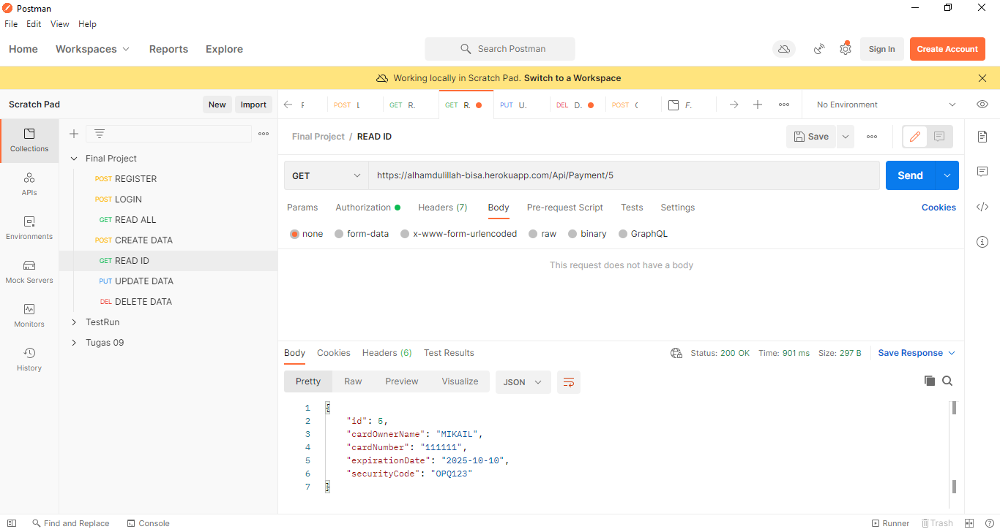 Postman
File Edit View Help
Home Workspaces Reports Explore Search Postman Sign In Create Account
Working locally in Scratch Pad. Switch to a Workspace
Scratch Pad New Import
POST L GET R. GET R. PUT U. DEL D. POST F. No Environment
Collections
APIs
Environments
Mock Servers
Monitors
History
Final Project
POST REGISTER
POST LOGIN
GET READ ALL
POST CREATE DATA
GET READ ID
PUT UPDATE DATA
DEL DELETE DATA
TestRun
Tugas 09
Final Project / READ ID Save
GET https://alhamdulillah-bisa.herokuapp.com/Api/Payment/5 Send
Params Authorization Headers (7) Body Pre-request Script Tests Settings Cookies
none form-data x-www-form-urlencoded raw binary GraphQL
This request does not have a body
Body Cookies Headers (6) Test Results Status: 200 OK Time: 901 ms Size: 297 B Save Response
Pretty Raw Preview Visualize JSON
1 {
2 "id": 5,
3 "cardOwnerName": "MIKAIL",
4 "cardNumber": "111111",
5 "expirationDate": "2025-10-10",
6 "securityCode": "OPQ123"
7 }
Find and Replace Console Runner Trash